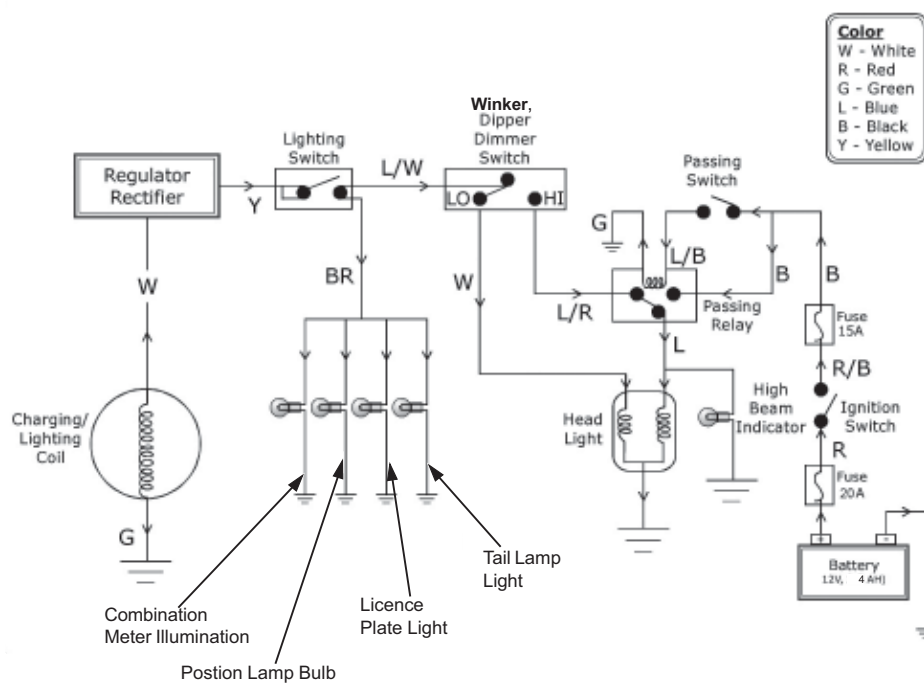 Color
W - White
R - Red
G - Green
L - Blue
B - Black
Y - Yellow
Winker,
Dipper
Dimmer
Switch
Lighting
Switch
Passing
Switch
Regulator
Rectifier
L/W
Y
LO
HI
G
L/B
BR
W
W
B
B
L/R
Passing
Relay
Fuse
15A
L
R/B
Charging/
Lighting
Coil
Head
Light
High
Beam
Indicator
Ignition
Switch
R
Fuse
20A
G
Battery
12V, 4 AH)
Tail Lamp
Light
Combination
Meter Illumination
Licence
Plate Light
Postion Lamp Bulb